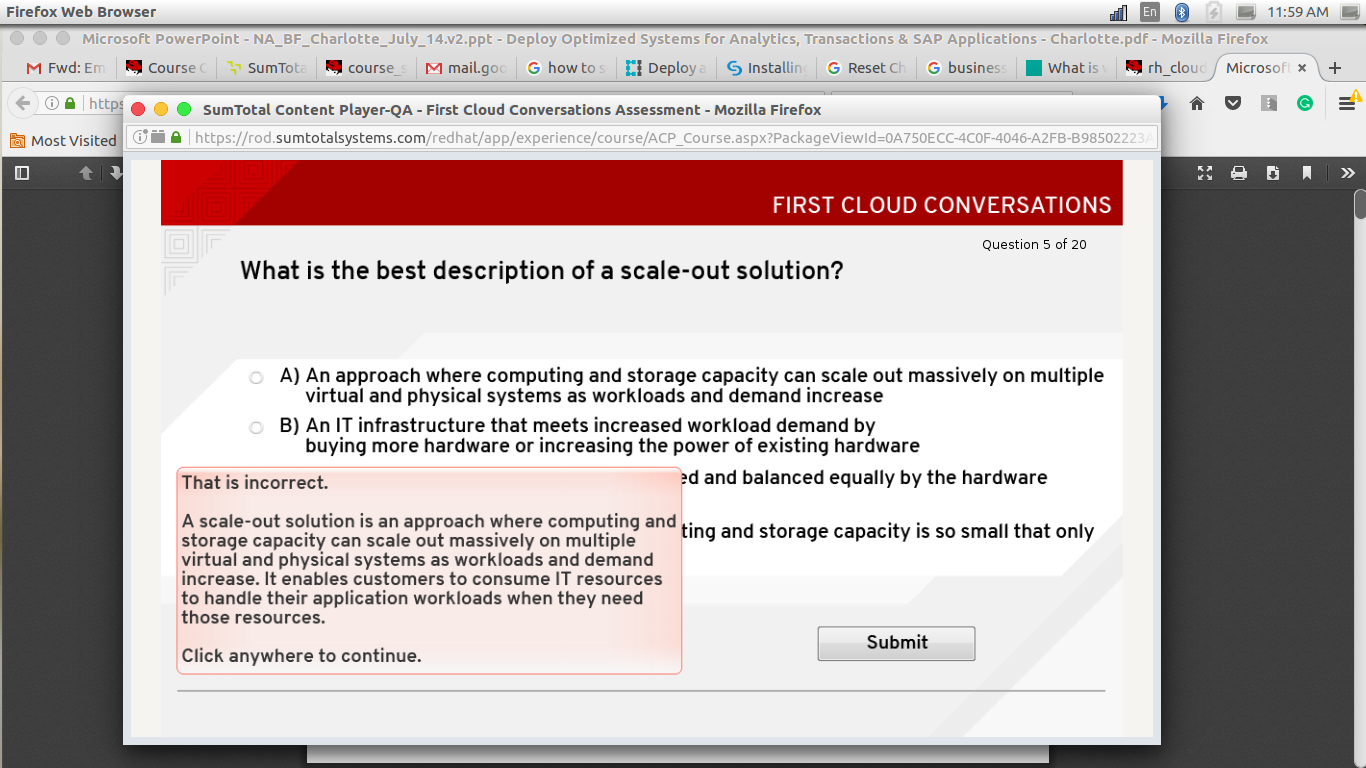 Firefox Web Browser
En
11:59 AM
Microsoft PowerPoint - NA_BF_Charlotte_July_14.v2.ppt - Deploy Optimized Systems for Analytics, Transactions & SAP Applications - Charlotte.pdf - Mozilla Firefox
Fwd: Em
Course
SumTota
course_s
mail.goo
how to s
Deploy a
Installin
Reset Ch
business
What is
rh_cloud
Microsoft
https
Most Visited
SumTotal Content Player-QA - First Cloud Conversations Assessment - Mozilla Firefox
https://rod.sumtotalsystems.com/redhat/app/experience/course/ACP_Course.aspx?PackageViewId=0A750ECC-4C0F-4046-A2FB-B98502223A
FIRST CLOUD CONVERSATIONS
Question 5 of 20
What is the best description of a scale-out solution?
A) An approach where computing and storage capacity can scale out massively on multiple
virtual and physical systems as workloads and demand increase
B) An IT infrastructure that meets increased workload demand by
buying more hardware or increasing the power of existing hardware
ed and balanced equally by the hardware
ting and storage capacity is so small that only
That is incorrect.
A scale-out solution is an approach where computing and
storage capacity can scale out massively on multiple
virtual and physical systems as workloads and demand
increase. It enables customers to consume IT resources
to handle their application workloads when they need
those resources.
Click anywhere to continue.
Submit